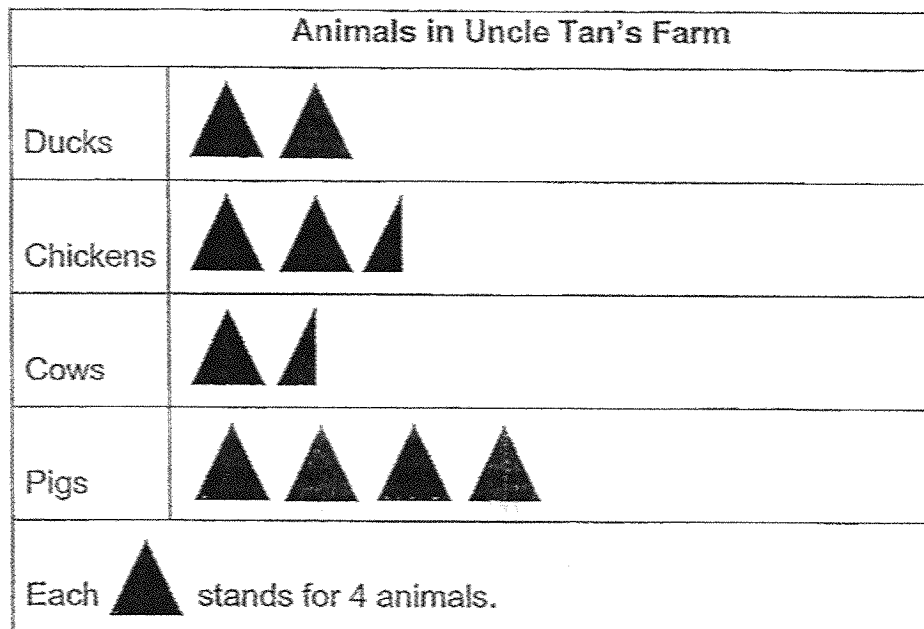 Animals in Uncle Tan's Farm
Ducks
Chickens
Cows
Pigs
Each stands for 4 animals.